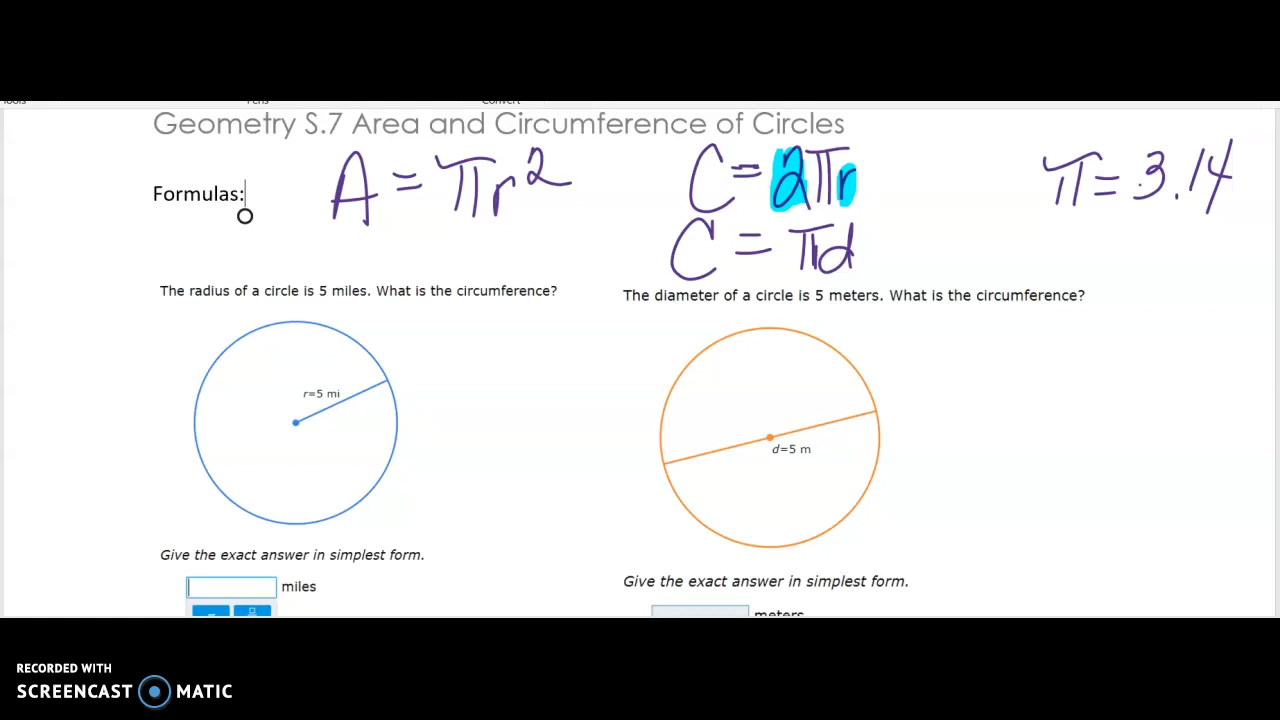 Geometry S.7 Area and Circumference of Circles
Formulas:
A = πr²
C = 2πr
C = πd
π = 3.14
The radius of a circle is 5 miles. What is the circumference?
r=5 mi
Give the exact answer in simplest form.
miles
The diameter of a circle is 5 meters. What is the circumference?
d=5 m
Give the exact answer in simplest form.
meters
RECORDED WITH
SCREENCAST MATIC